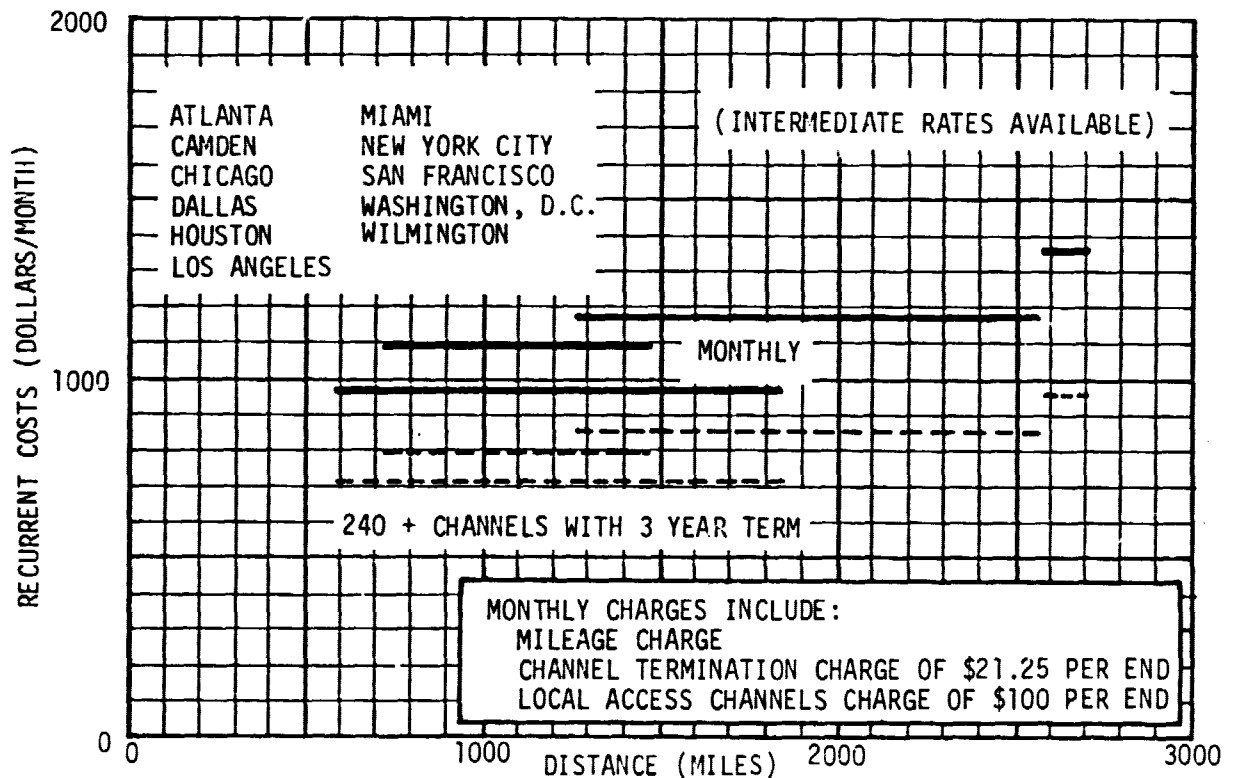 2000
1000
0
RECURRENT COSTS (DOLLARS/MONTH)
ATLANTA
CAMDEN
CHICAGO
DALLAS
HOUSTON
LOS ANGELES
MIAMI
NEW YORK CITY
SAN FRANCISCO
WASHINGTON, D.C.
WILMINGTON
(INTERMEDIATE RATES AVAILABLE)
MONTHLY
240 + CHANNELS WITH 3 YEAR TERM
MONTHLY CHARGES INCLUDE:
MILEAGE CHARGE
CHANNEL TERMINATION CHARGE OF $21.25 PER END
LOCAL ACCESS CHANNELS CHARGE OF $100 PER END
0
1000
2000
3000
DISTANCE (MILES)